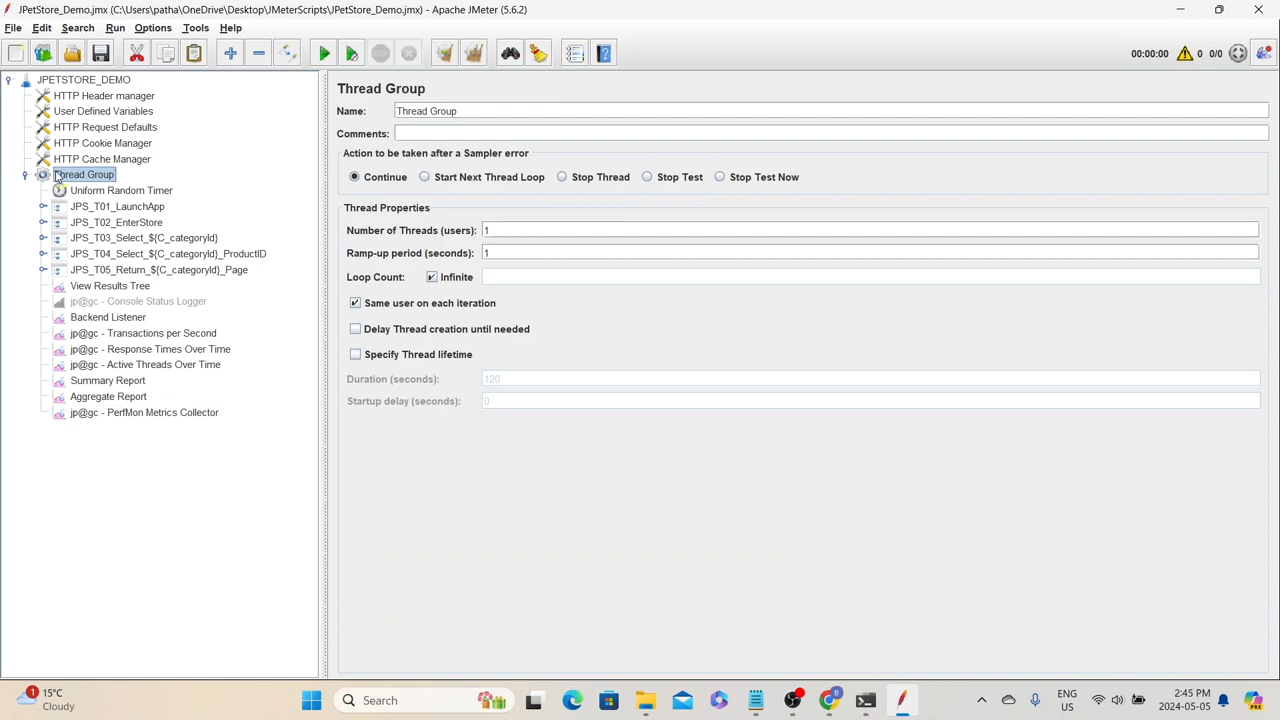 JPetStore_Demo.jmx (C:\Users\patha\OneDrive\Desktop\JMeterScripts\JPetStore_Demo.jmx) - Apache JMeter (5.6.2)
File Edit Search Run Options Tools Help
00:00:00 0 0/0
JPETSTORE_DEMO
HTTP Header manager
User Defined Variables
HTTP Request Defaults
HTTP Cookie Manager
HTTP Cache Manager
Thread Group
Uniform Random Timer
JPS_T01_LaunchApp
JPS_T02_EnterStore
JPS_T03_Select_${C_categoryId}
JPS_T04_Select_${C_categoryId}_ProductID
JPS_T05_Return_${C_categoryId}_Page
View Results Tree
jp@gc - Console Status Logger
Backend Listener
jp@gc - Transactions per Second
jp@gc - Response Times Over Time
jp@gc - Active Threads Over Time
Summary Report
Aggregate Report
jp@gc - PerfMon Metrics Collector
Thread Group
Name: Thread Group
Comments:
Action to be taken after a Sampler error
Continue Start Next Thread Loop Stop Thread Stop Test Stop Test Now
Thread Properties
Number of Threads (users): 1
Ramp-up period (seconds): 1
Loop Count: Infinite
Same user on each iteration
Delay Thread creation until needed
Specify Thread lifetime
Duration (seconds): 120
Startup delay (seconds): 0
1 15°C
Cloudy
Search
ENG
US
2:45 PM
2024-05-05